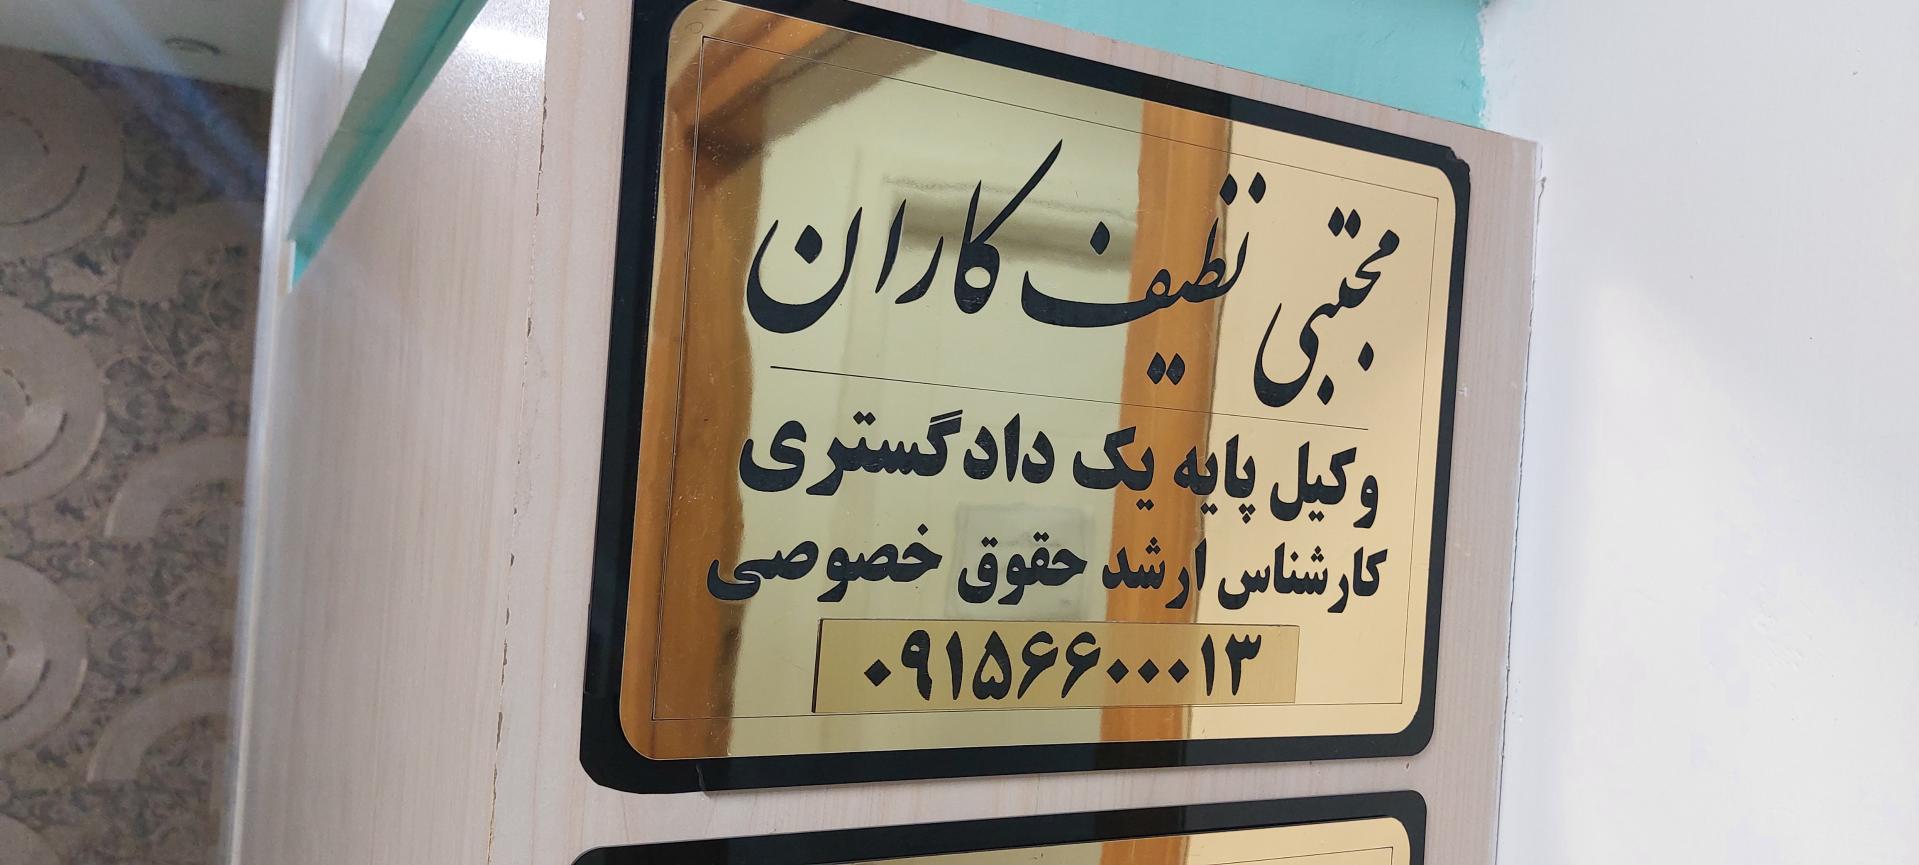 مجتبی نظیف کاران
وکیل پایه یک دادگستری
کارشناس ارشد حقوق خصوصی
۰۹۱۵۶۶۰۰۰۱۳